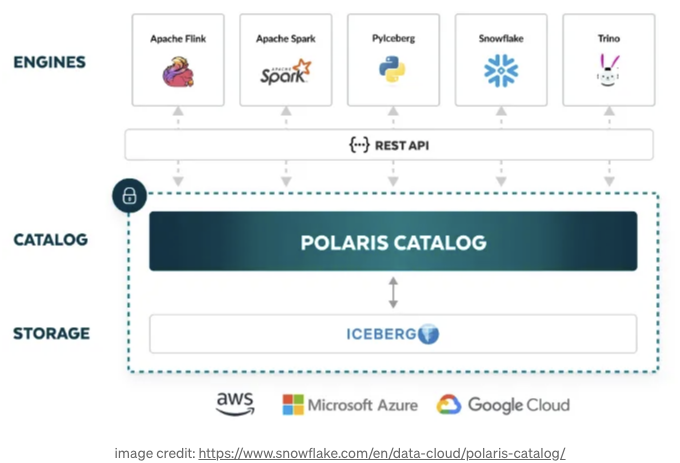 ENGINES
Apache Flink
Apache Spark
APACHE Spark
PyIceberg
Snowflake
Trino
{···} REST API
CATALOG
POLARIS CATALOG
STORAGE
ICEBERG
aws
Microsoft Azure
Google Cloud
image credit: https://www.snowflake.com/en/data-cloud/polaris-catalog/